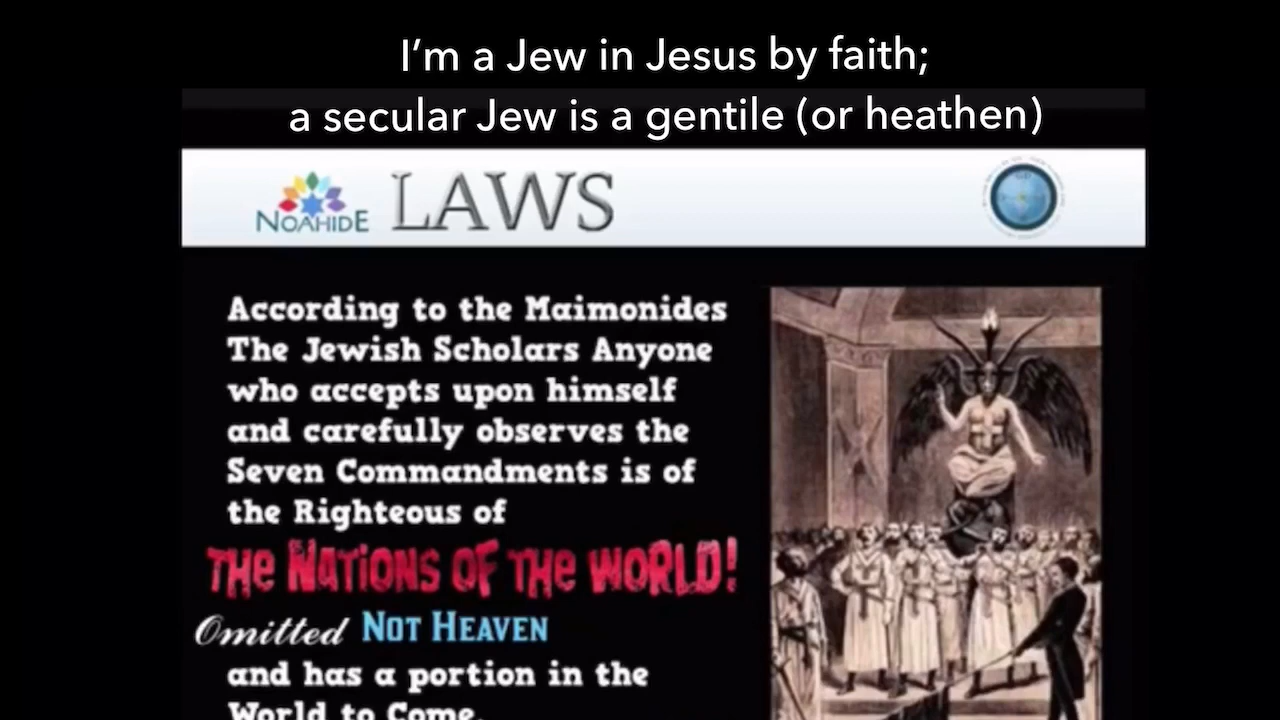 I'm a Jew in Jesus by faith;
a secular Jew is a gentile (or heathen)
NOAHIDE LAWS
According to the Maimonides
The Jewish Scholars Anyone
who accepts upon himself
and carefully observes the
Seven Commandments is of
the Righteous of
THE NATIONS OF THE WORLD!
Omitted NOT HEAVEN
and has a portion in the
World to Come.